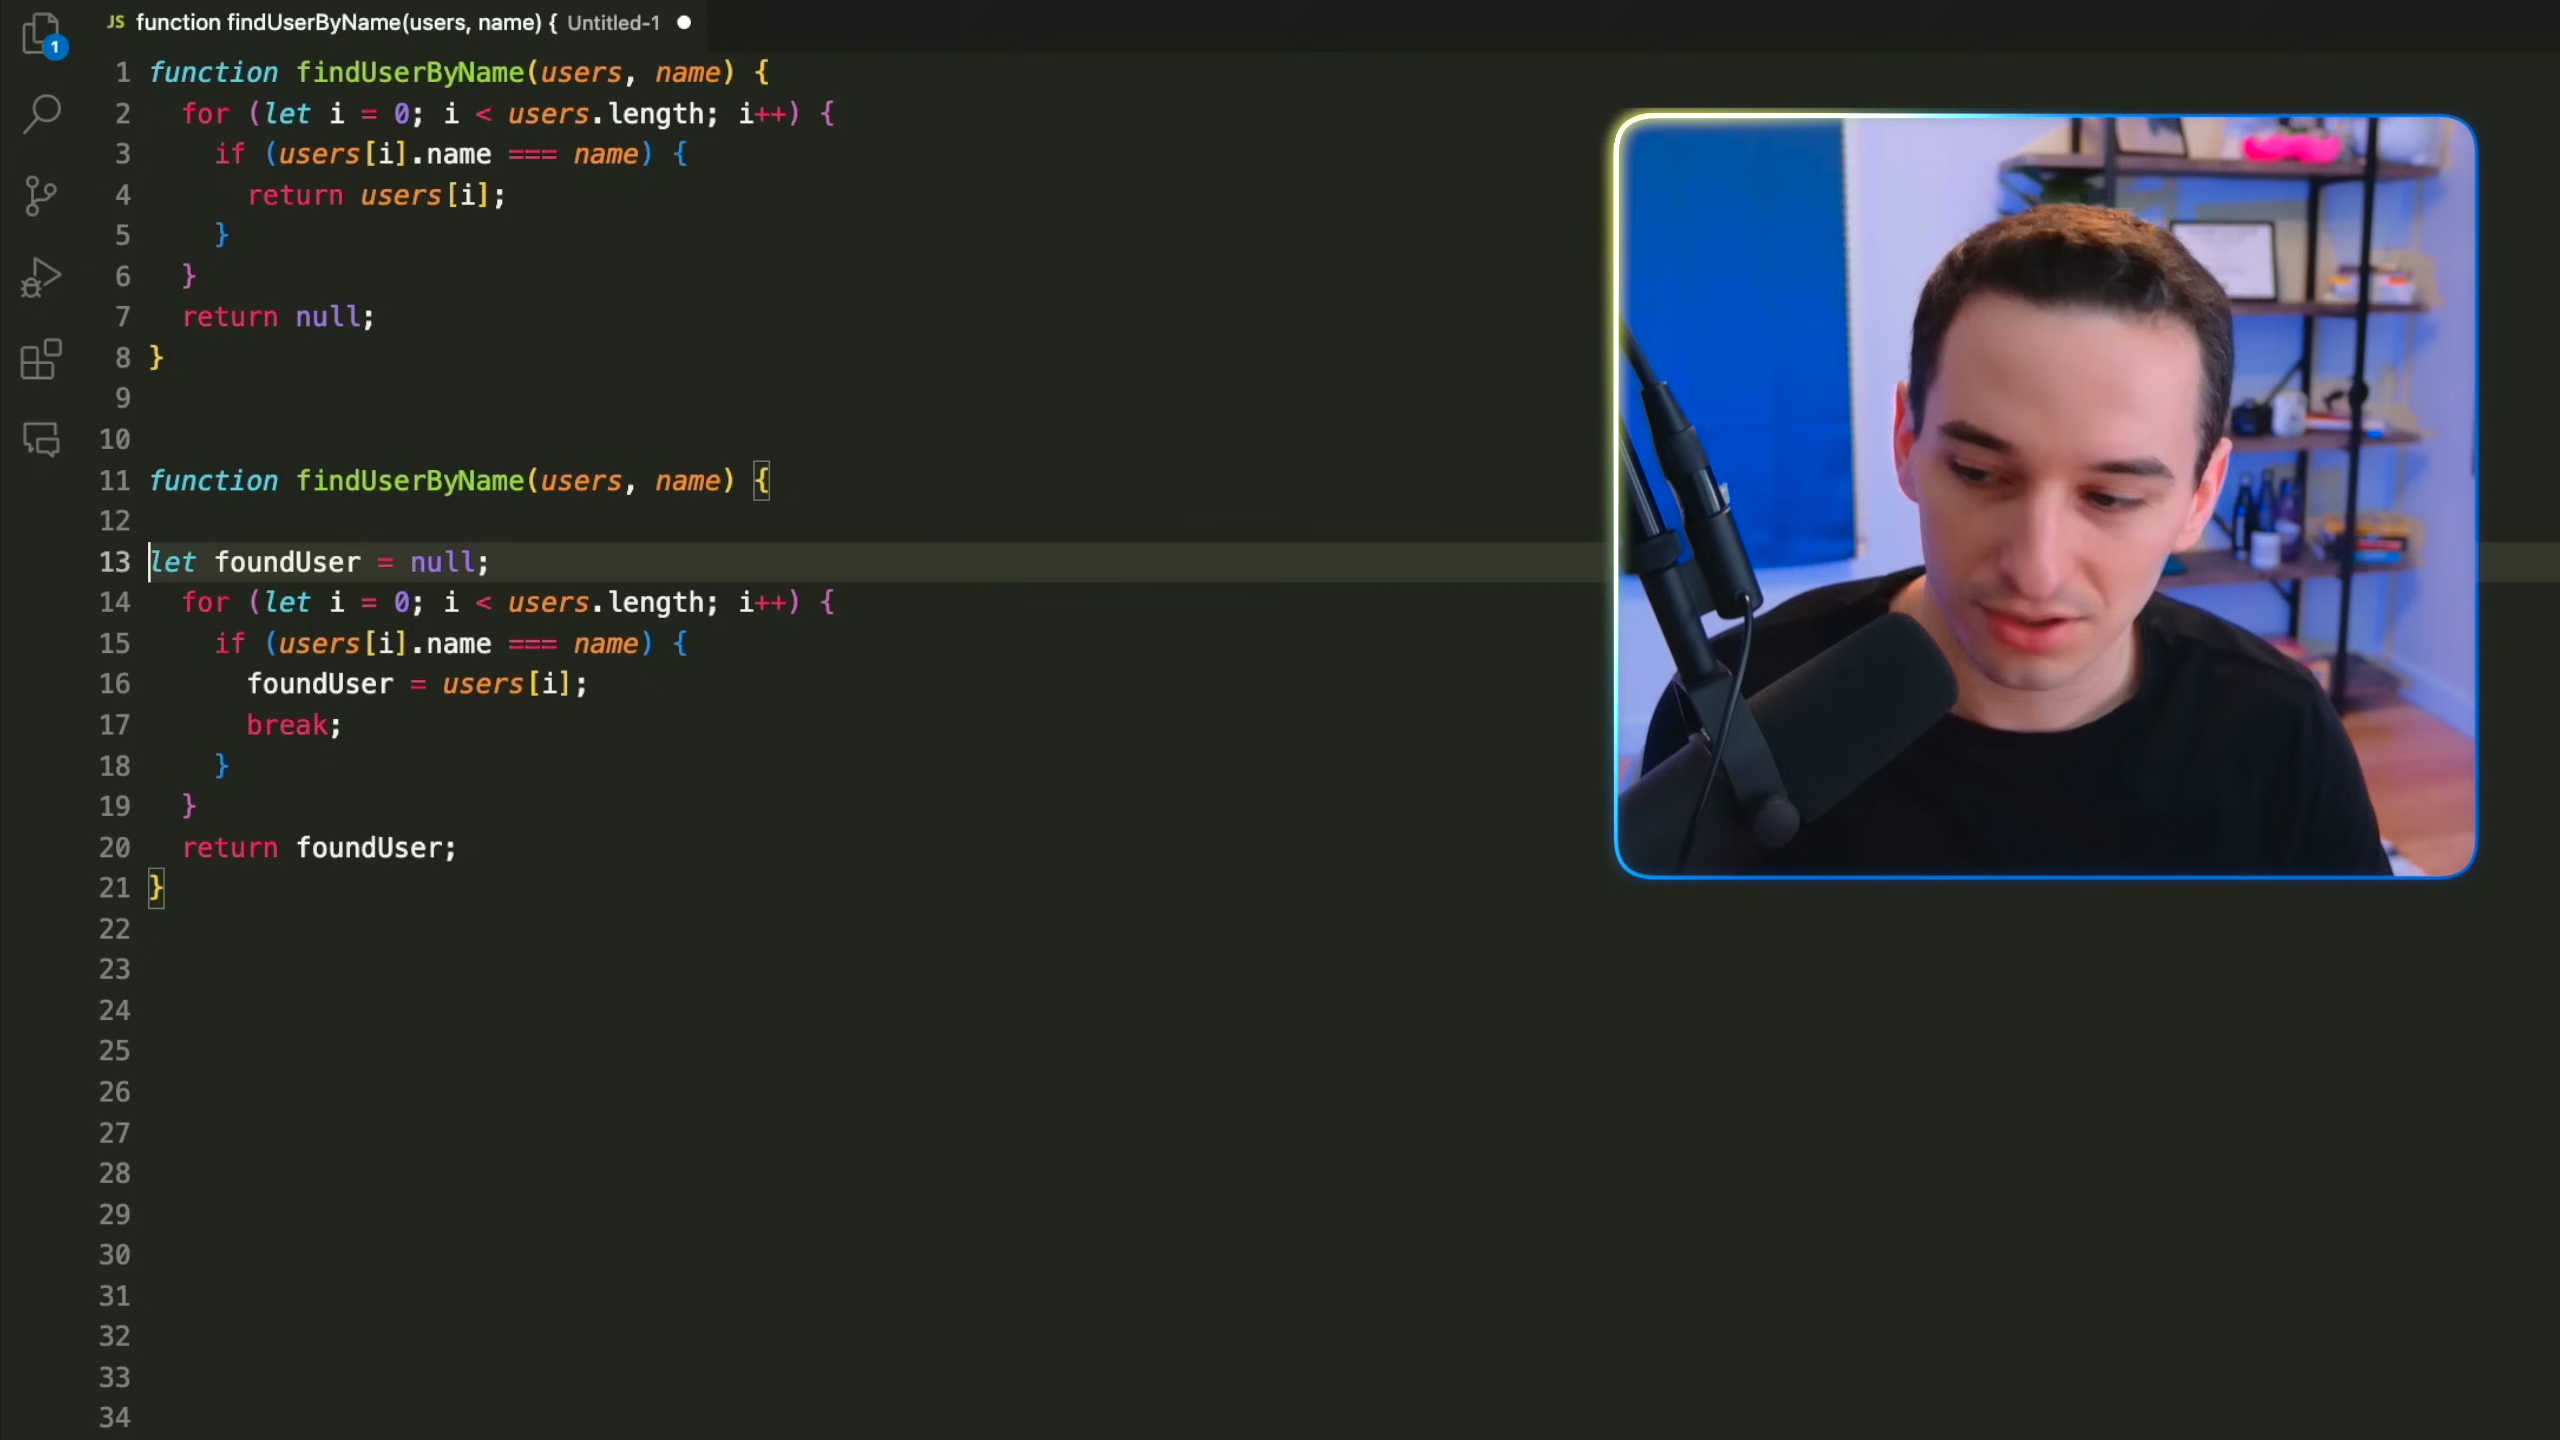 1
JS function findUserByName(users, name) { Untitled-1
1 function findUserByName(users, name) {
2   for (let i = 0; i < users.length; i++) {
3     if (users[i].name === name) {
4       return users[i];
5     }
6   }
7   return null;
8 }
9
10
11 function findUserByName(users, name) {
12
13 let foundUser = null;
14   for (let i = 0; i < users.length; i++) {
15     if (users[i].name === name) {
16       foundUser = users[i];
17       break;
18     }
19   }
20   return foundUser;
21 }
22
23
24
25
26
27
28
29
30
31
32
33
34